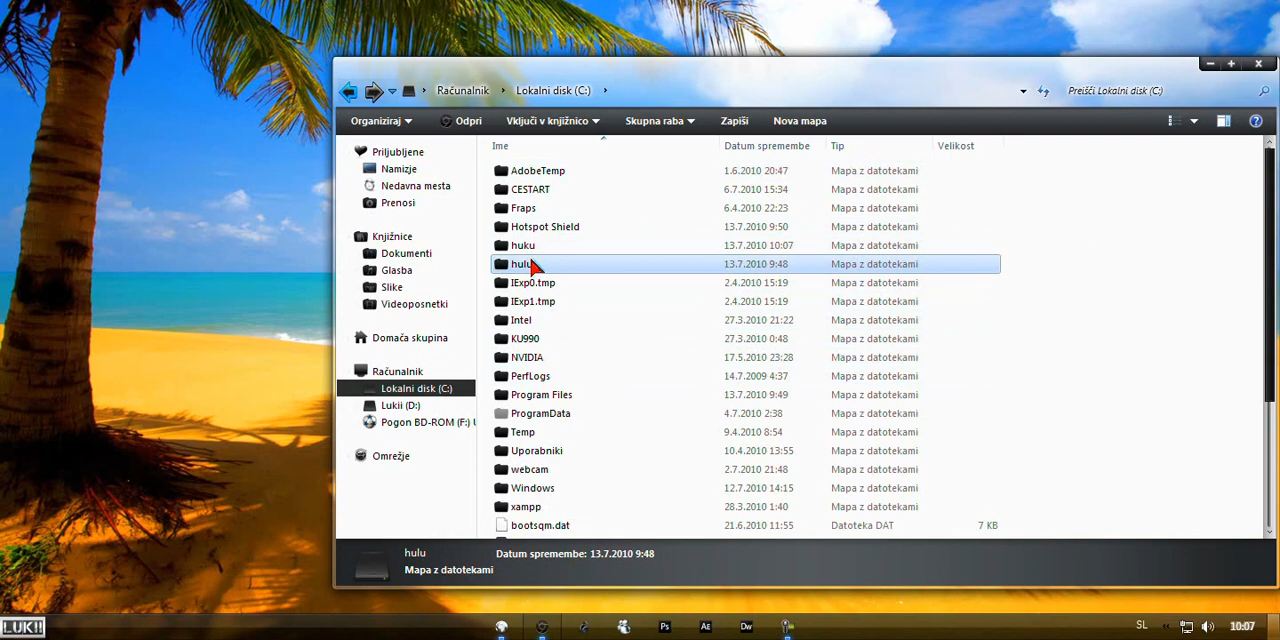 Računalnik Lokalni disk (C:) Preišči Lokalni disk (C:)
Organiziraj Odpri Vključi v knjižnico Skupna raba Zapiši Nova mapa
Priljubljene
Namizje
Nedavna mesta
Prenosi
Knjižnice
Dokumenti
Glasba
Slike
Videoposnetki
Domača skupina
Računalnik
Lokalni disk (C:)
Lukii (D:)
Pogon BD-ROM (F:) U
Omrežje
Ime Datum spremembe Tip Velikost
AdobeTemp 1.6.2010 20:47 Mapa z datotekami
CESTART 6.7.2010 15:34 Mapa z datotekami
Fraps 6.4.2010 22:23 Mapa z datotekami
Hotspot Shield 13.7.2010 9:50 Mapa z datotekami
huku 13.7.2010 10:07 Mapa z datotekami
hulu 13.7.2010 9:48 Mapa z datotekami
IExp0.tmp 2.4.2010 15:19 Mapa z datotekami
IExp1.tmp 2.4.2010 15:19 Mapa z datotekami
Intel 27.3.2010 21:22 Mapa z datotekami
KU990 27.3.2010 0:48 Mapa z datotekami
NVIDIA 17.5.2010 23:28 Mapa z datotekami
PerfLogs 14.7.2009 4:37 Mapa z datotekami
Program Files 13.7.2010 9:49 Mapa z datotekami
ProgramData 4.7.2010 2:38 Mapa z datotekami
Temp 9.4.2010 8:54 Mapa z datotekami
Uporabniki 10.4.2010 13:55 Mapa z datotekami
webcam 2.7.2010 21:48 Mapa z datotekami
Windows 12.7.2010 14:15 Mapa z datotekami
xampp 28.3.2010 1:40 Mapa z datotekami
bootsqm.dat 21.6.2010 11:55 Datoteka DAT 7 KB
hulu Datum spremembe: 13.7.2010 9:48
Mapa z datotekami
LUKII Ps AE Dw SL 10:07